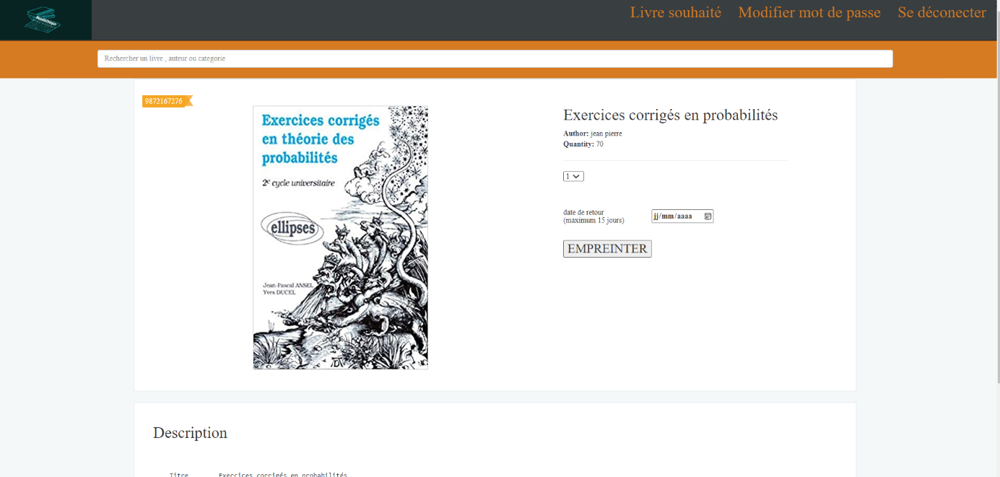 Médiathèque
Livre souhaité
Modifier mot de passe
Se déconecter
Rechercher un livre , auteur ou categorie
9872167276
Exercices corrigés
en théorie des
probabilités
2e cycle universitaire
ellipses
Jean-Pascal ANSEL
Yves DUCEL
Exercices corrigés en probabilités
Author: jean pierre
Quantity: 70
1
date de retour
(maximum 15 jours)
jj/mm/aaaa
EMPREINTER
Description
Titre
Exercices corrigés en probabilités